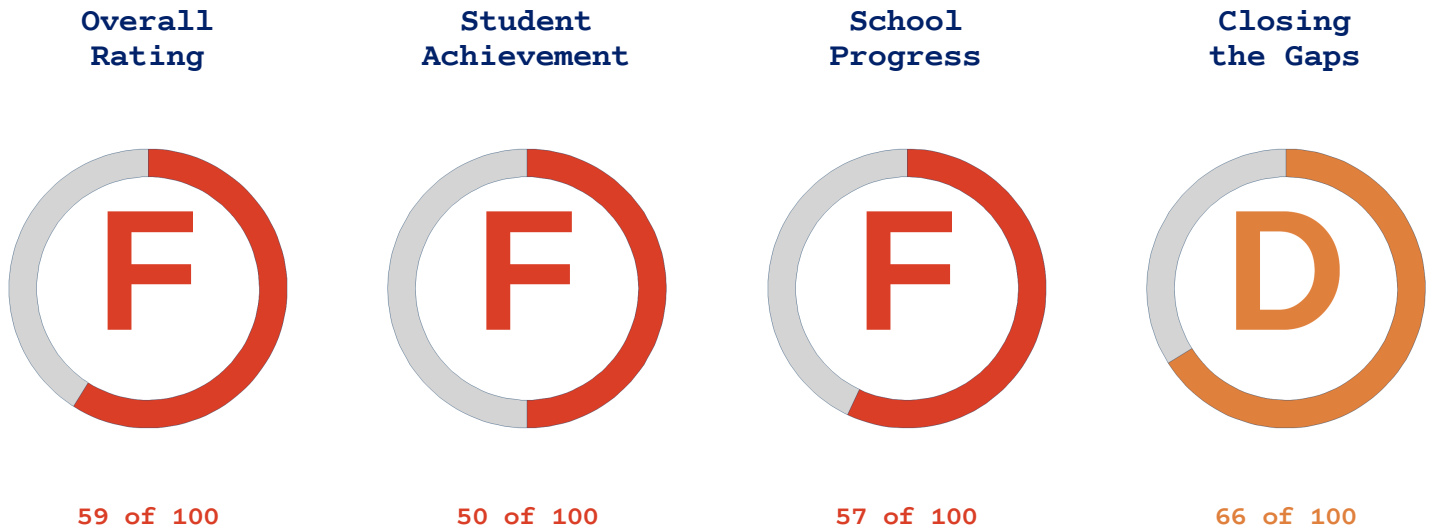 Overall
Rating
F
59 of 100
Student
Achievement
F
50 of 100
School
Progress
F
57 of 100
Closing
the Gaps
D
66 of 100